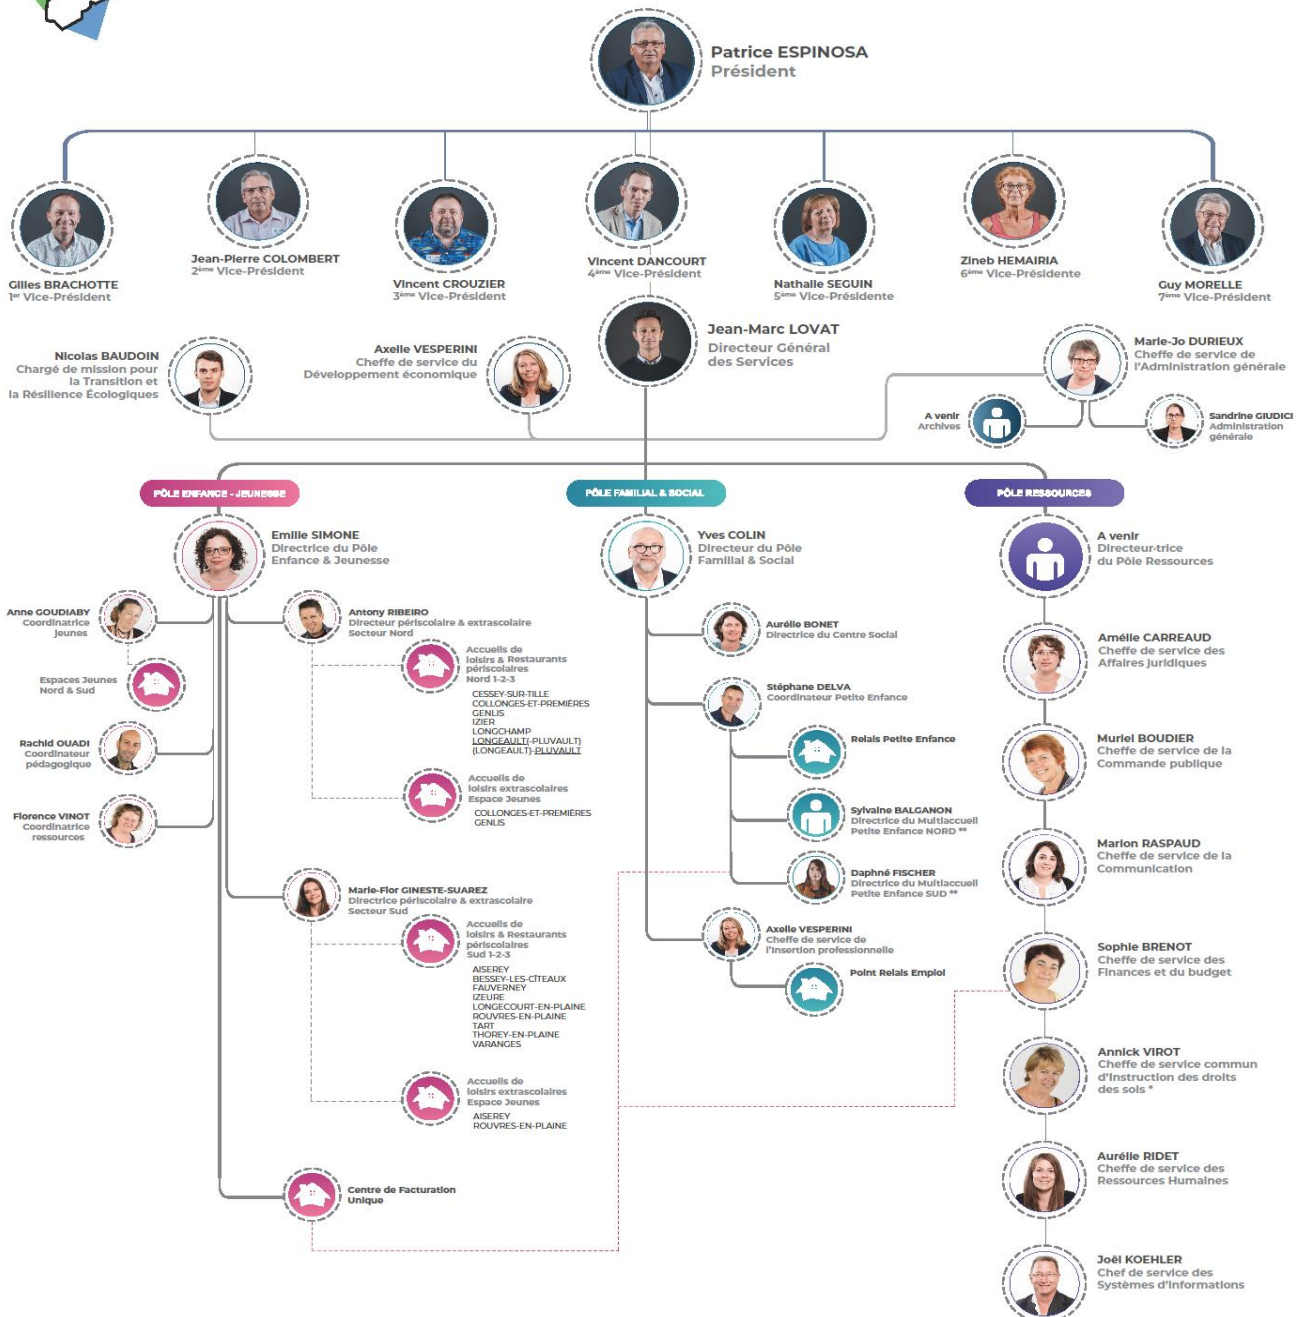 Patrice ESPINOSA
Président
Gilles BRACHOTTE
1er Vice-Président
Jean-Pierre COLOMBERT
2ème Vice-Président
Vincent CROUZIER
3ème Vice-Président
Vincent DANCOURT
4ème Vice-Président
Nathalie SEGUIN
5ème Vice-Présidente
Zineb HEMAIRIA
6ème Vice-Présidente
Guy MORELLE
7ème Vice-Président
Jean-Marc LOVAT
Directeur Général
des Services
Nicolas BAUDOIN
Chargé de mission pour
la Transition et
la Résilience Écologiques
Axelle VESPERINI
Cheffe de service du
Développement économique
Marie-Jo DURIEUX
Cheffe de service de
l'Administration générale
A venir
Archives
Sandrine GIUDICI
Administration
générale
PÔLE ENFANCE - JEUNESSE
Emilie SIMONE
Directrice du Pôle
Enfance & Jeunesse
Anne GOUDIABY
Coordinatrice
jeunes
Espaces Jeunes
Nord & Sud
Rachid OUADI
Coordinateur
pédagogique
Florence VINOT
Coordinatrice
ressources
Antony RIBEIRO
Directeur périscolaire & extrascolaire
Secteur Nord
Accueils de
loisirs & Restaurants
périscolaires
Nord 1-2-3
CESSEY-SUR-TILLE
COLLONGES-ET-PREMIÈRES
GENLIS
IZIER
LONGCHAMP
LONGEAULT(-PLUVAULT)
(LONGEAULT)-PLUVAULT
Accueils de
loisirs extrascolaires
Espace Jeunes
COLLONGES-ET-PREMIÈRES
GENLIS
Marie-Flor GINESTE-SUAREZ
Directrice périscolaire & extrascolaire
Secteur Sud
Accueils de
loisirs & Restaurants
périscolaires
Sud 1-2-3
AISEREY
BESSEY-LES-CÎTEAUX
FAUVERNEY
IZEURE
LONGECOURT-EN-PLAINE
ROUVRES-EN-PLAINE
TART
THOREY-EN-PLAINE
VARANGES
Accueils de
loisirs extrascolaires
Espace Jeunes
AISEREY
ROUVRES-EN-PLAINE
Centre de Facturation
Unique
PÔLE FAMILIAL & SOCIAL
Yves COLIN
Directeur du Pôle
Familial & Social
Aurélie BONET
Directrice du Centre Social
Stéphane DELVA
Coordinateur Petite Enfance
Relais Petite Enfance
Sylvaine BALGANON
Directrice du Multiaccueil
Petite Enfance NORD **
Daphné FISCHER
Directrice du Multiaccueil
Petite Enfance SUD **
Axelle VESPERINI
Cheffe de service de
l'Insertion professionnelle
Point Relais Emploi
PÔLE RESSOURCES
A venir
Directeur·trice
du Pôle Ressources
Amélie CARREAUD
Cheffe de service des
Affaires Juridiques
Muriel BOUDIER
Cheffe de service de la
Commande publique
Marion RASPAUD
Cheffe de service de la
Communication
Sophie BRENOT
Cheffe de service des
Finances et du budget
Annick VIROT
Cheffe de service commun
d'Instruction des droits
des sols *
Aurélie RIDET
Cheffe de service des
Ressources Humaines
Joël KOEHLER
Chef de service des
Systèmes d'Informations